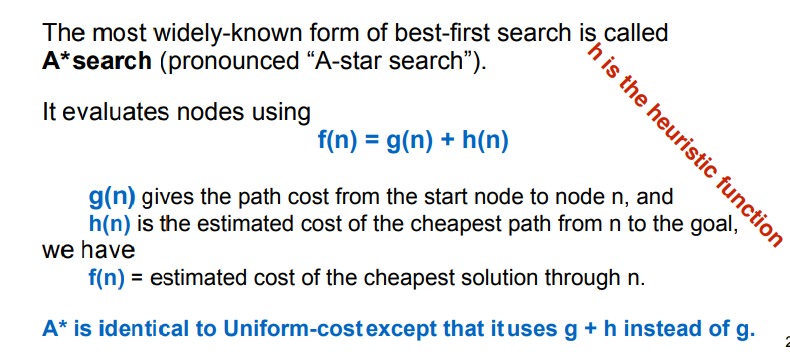 The most widely-known form of best-first search is called
A* search (pronounced “A-star search”).
It evaluates nodes using
f(n) = g(n) + h(n)
h is the heuristic function
g(n) gives the path cost from the start node to node n, and
h(n) is the estimated cost of the cheapest path from n to the goal,
we have
f(n) = estimated cost of the cheapest solution through n.
A* is identical to Uniform-cost except that it uses g + h instead of g.